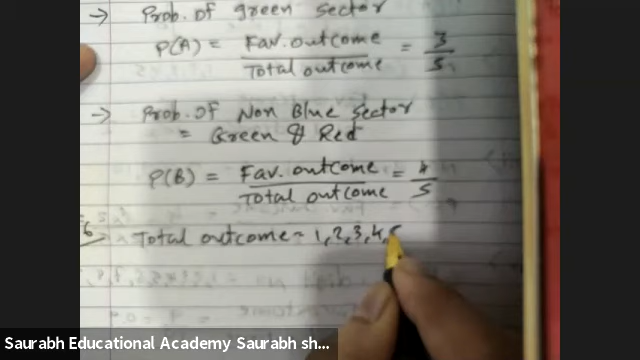 → Prob. of green sector
P(A) = Fav. outcome / Total outcome = 3/5
→ Prob. of Non Blue sector
= Green & Red
P(B) = Fav. outcome / Total outcome = 4/5
6 Total outcome = 1, 2, 3, 4, 5
Saurabh Educational Academy Saurabh sh...